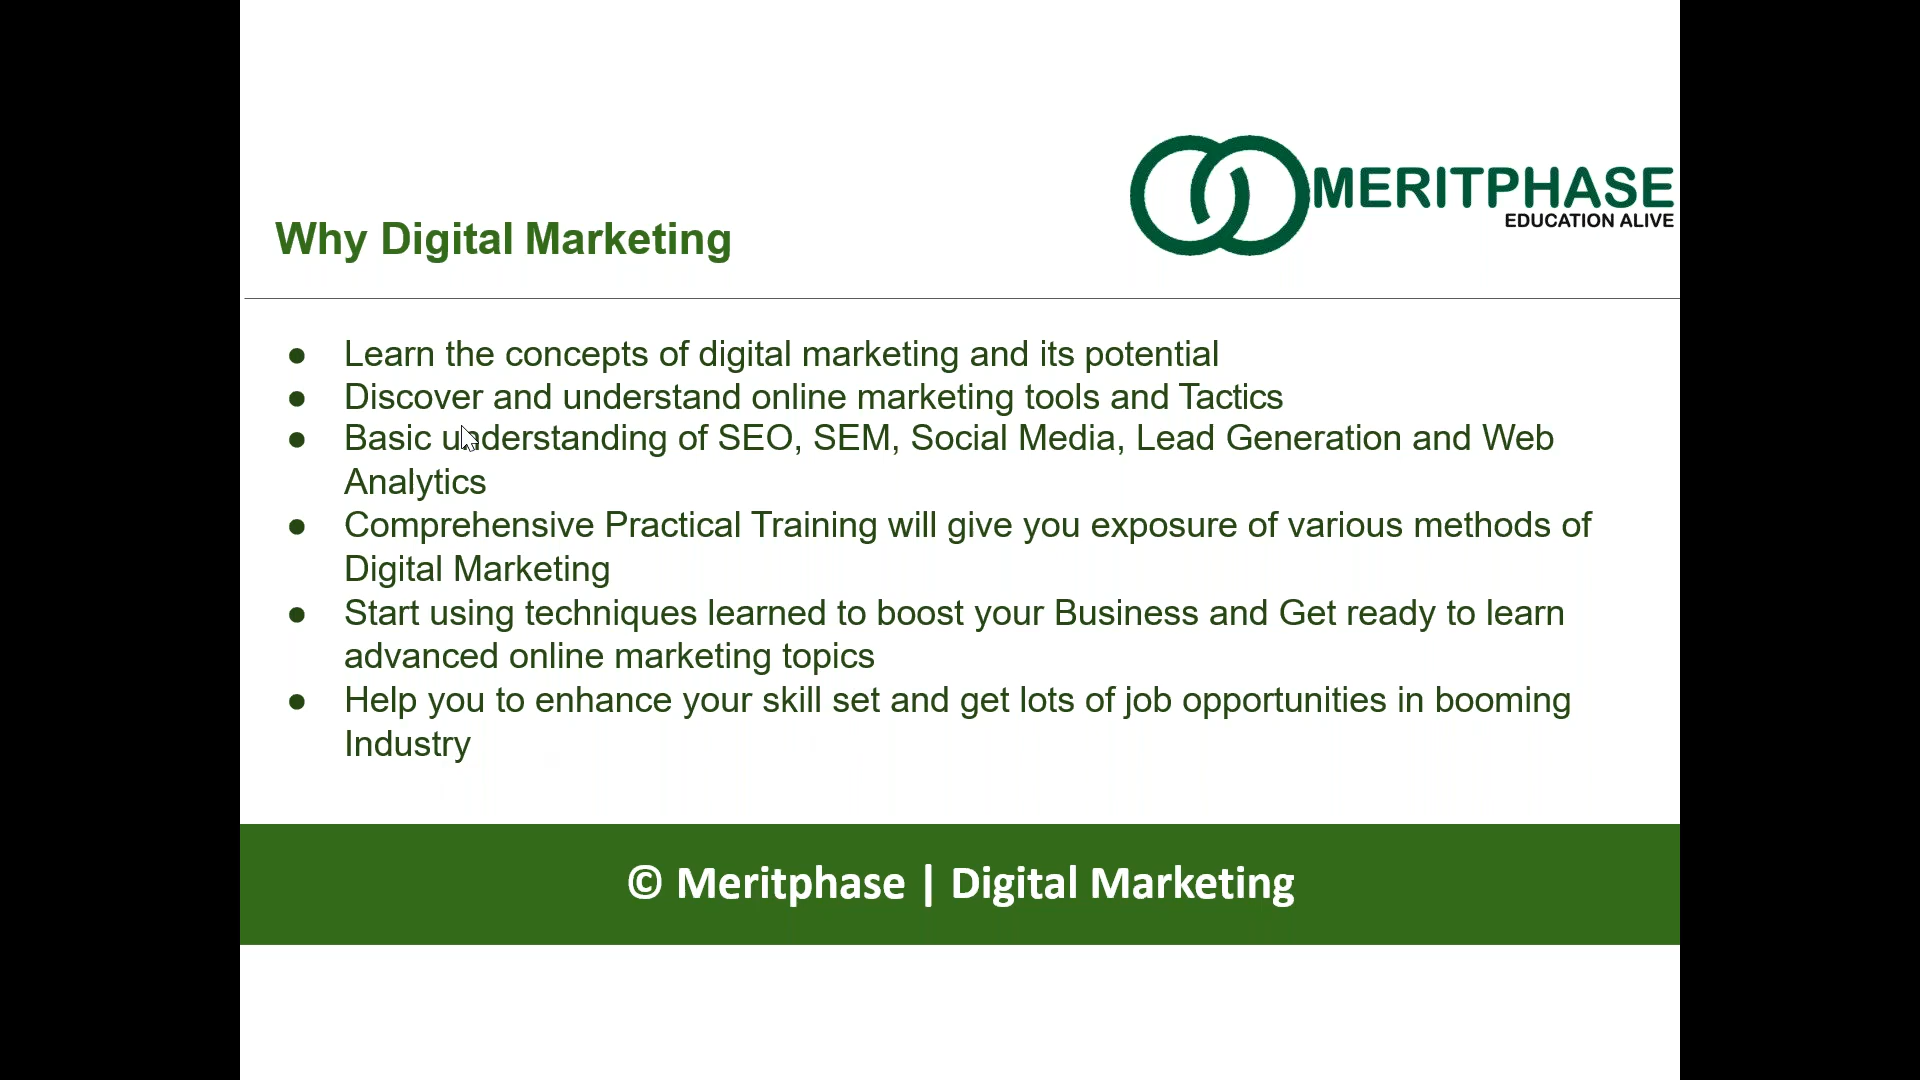 MERITPHASE
EDUCATION ALIVE
Why Digital Marketing
● Learn the concepts of digital marketing and its potential
● Discover and understand online marketing tools and Tactics
● Basic understanding of SEO, SEM, Social Media, Lead Generation and Web
Analytics
● Comprehensive Practical Training will give you exposure of various methods of
Digital Marketing
● Start using techniques learned to boost your Business and Get ready to learn
advanced online marketing topics
● Help you to enhance your skill set and get lots of job opportunities in booming
Industry
© Meritphase | Digital Marketing